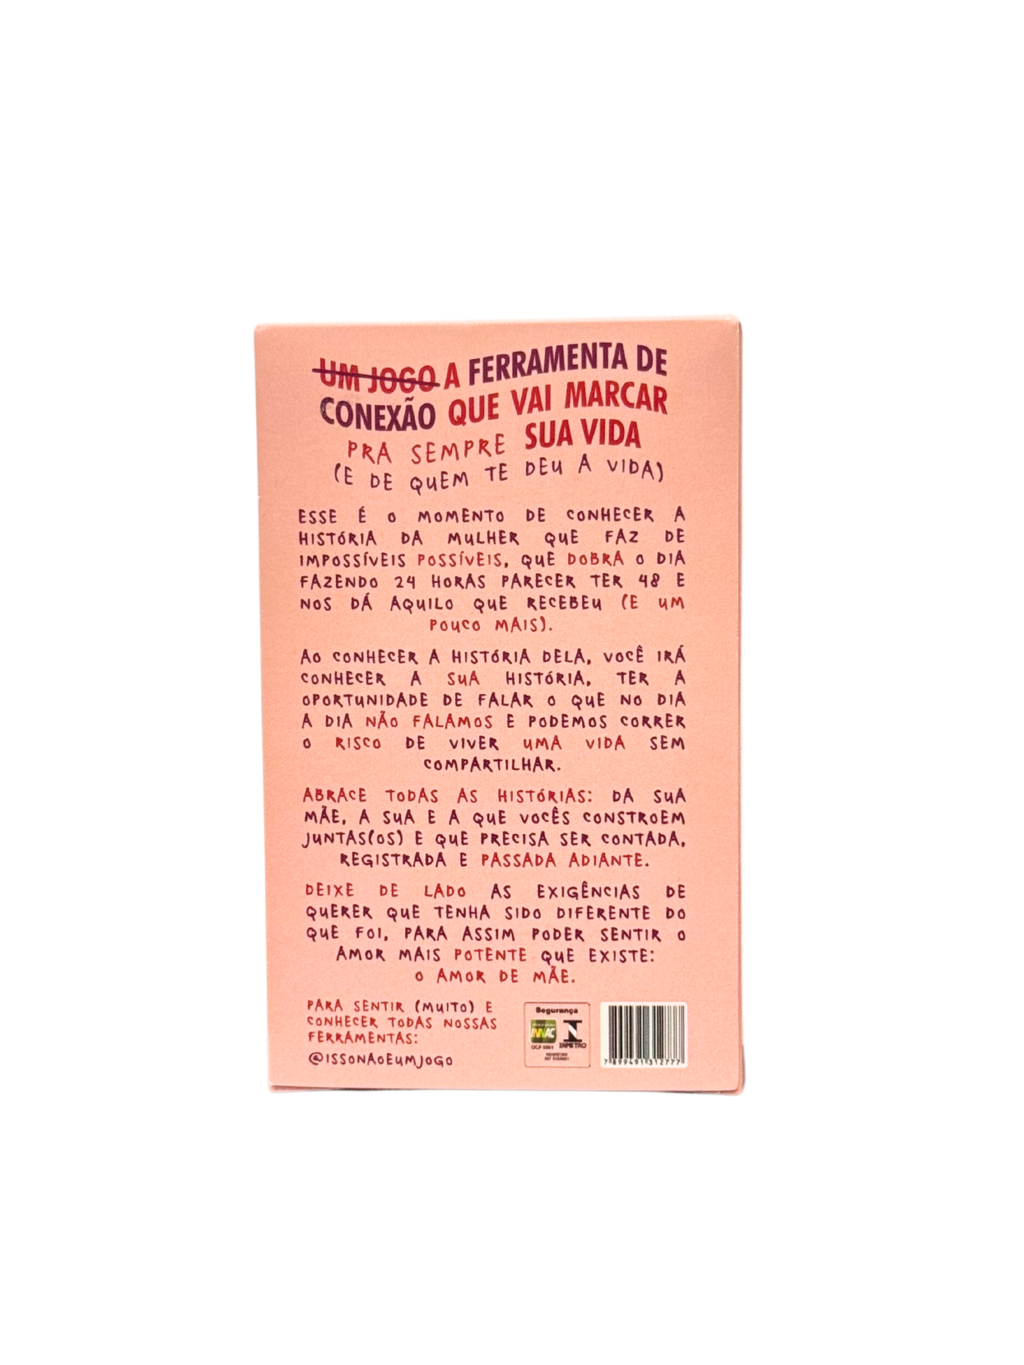 UM JOGO A FERRAMENTA DE
CONEXÃO QUE VAI MARCAR
PRA SEMPRE SUA VIDA
(E DE QUEM TE DEU A VIDA)
ESSE É O MOMENTO DE CONHECER A
HISTÓRIA DA MULHER QUE FAZ DE
IMPOSSÍVEIS POSSÍVEIS, QUE DOBRA O DIA
FAZENDO 24 HORAS PARECER TER 48 E
NOS DÁ AQUILO QUE RECEBEU (E UM
POUCO MAIS).
AO CONHECER A HISTÓRIA DELA, VOCÊ IRÁ
CONHECER A SUA HISTÓRIA, TER A
OPORTUNIDADE DE FALAR O QUE NO DIA
A DIA NÃO FALAMOS E PODEMOS CORRER
O RISCO DE VIVER UMA VIDA SEM
COMPARTILHAR.
ABRACE TODAS AS HISTÓRIAS: DA SUA
MÃE, A SUA E A QUE VOCÊS CONSTROEM
JUNTAS(OS) E QUE PRECISA SER CONTADA,
REGISTRADA E PASSADA ADIANTE.
DEIXE DE LADO AS EXIGÊNCIAS DE
QUERER QUE TENHA SIDO DIFERENTE DO
QUE FOI, PARA ASSIM PODER SENTIR O
AMOR MAIS POTENTE QUE EXISTE:
O AMOR DE MÃE.
PARA SENTIR (MUITO) E
CONHECER TODAS NOSSAS
FERRAMENTAS:
@ISSONAOEUMJOGO
Segurança
INMETRO
7 899491 312777